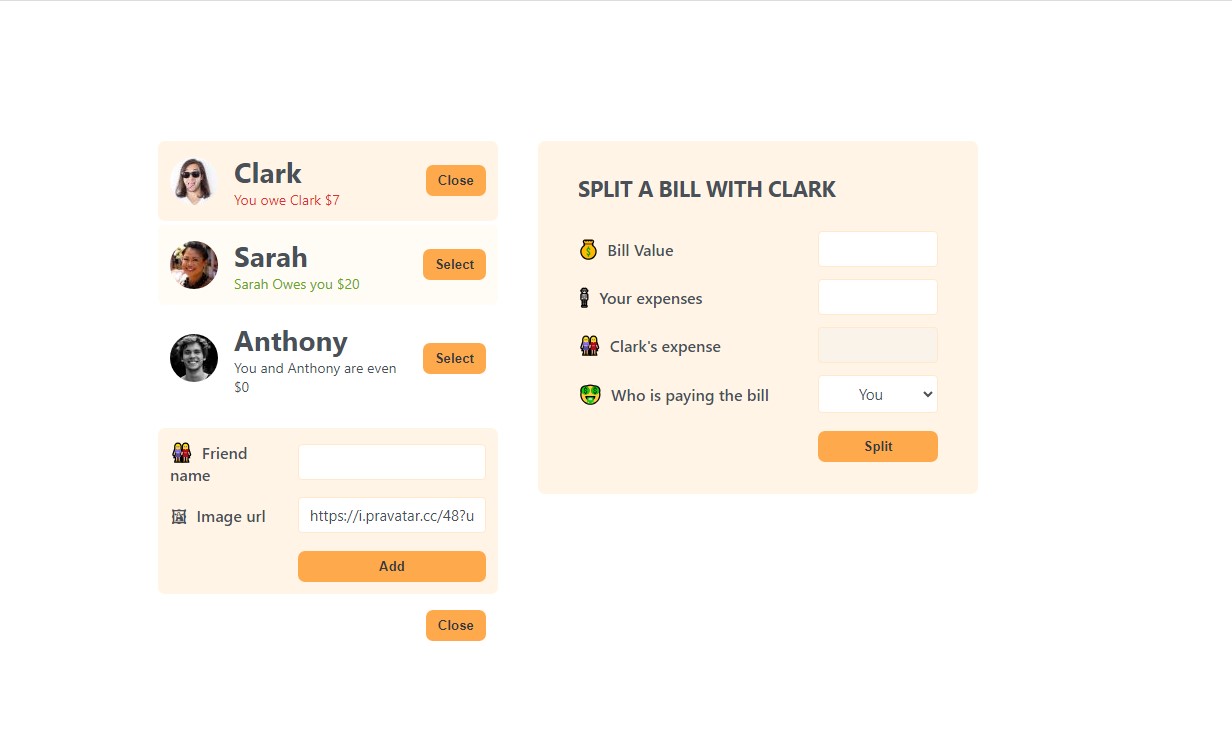 Clark
You owe Clark $7
Close
Sarah
Sarah Owes you $20
Select
Anthony
You and Anthony are even
$0
Select
Friend
name
Image url
https://i.pravatar.cc/48?u
Add
Close
SPLIT A BILL WITH CLARK
Bill Value
Your expenses
Clark's expense
Who is paying the bill
You
Split